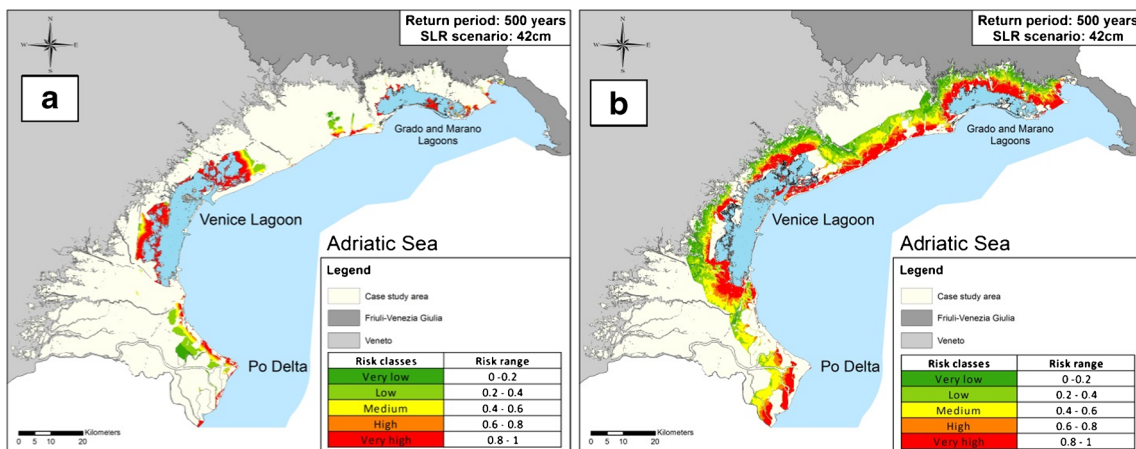 Return period: 500 years
SLR scenario: 42cm
N
W
E
S
a
Grado and Marano
Lagoons
Venice Lagoon
Adriatic Sea
Legend
Case study area
Friuli-Venezia Giulia
Veneto
Po Delta
Risk classes Risk range
Very low 0 -0.2
Low 0.2 - 0.4
Medium 0.4 - 0.6
High 0.6 - 0.8
Very high 0.8 - 1
0 5 10 20 Kilometers
Return period: 500 years
SLR scenario: 42cm
N
W
E
S
b
Grado and Marano
Lagoons
Venice Lagoon
Adriatic Sea
Legend
Case study area
Friuli-Venezia Giulia
Veneto
Po Delta
Risk classes Risk range
Very low 0 -0.2
Low 0.2 - 0.4
Medium 0.4 - 0.6
High 0.6 - 0.8
Very high 0.8 - 1
0 5 10 20 Kilometers